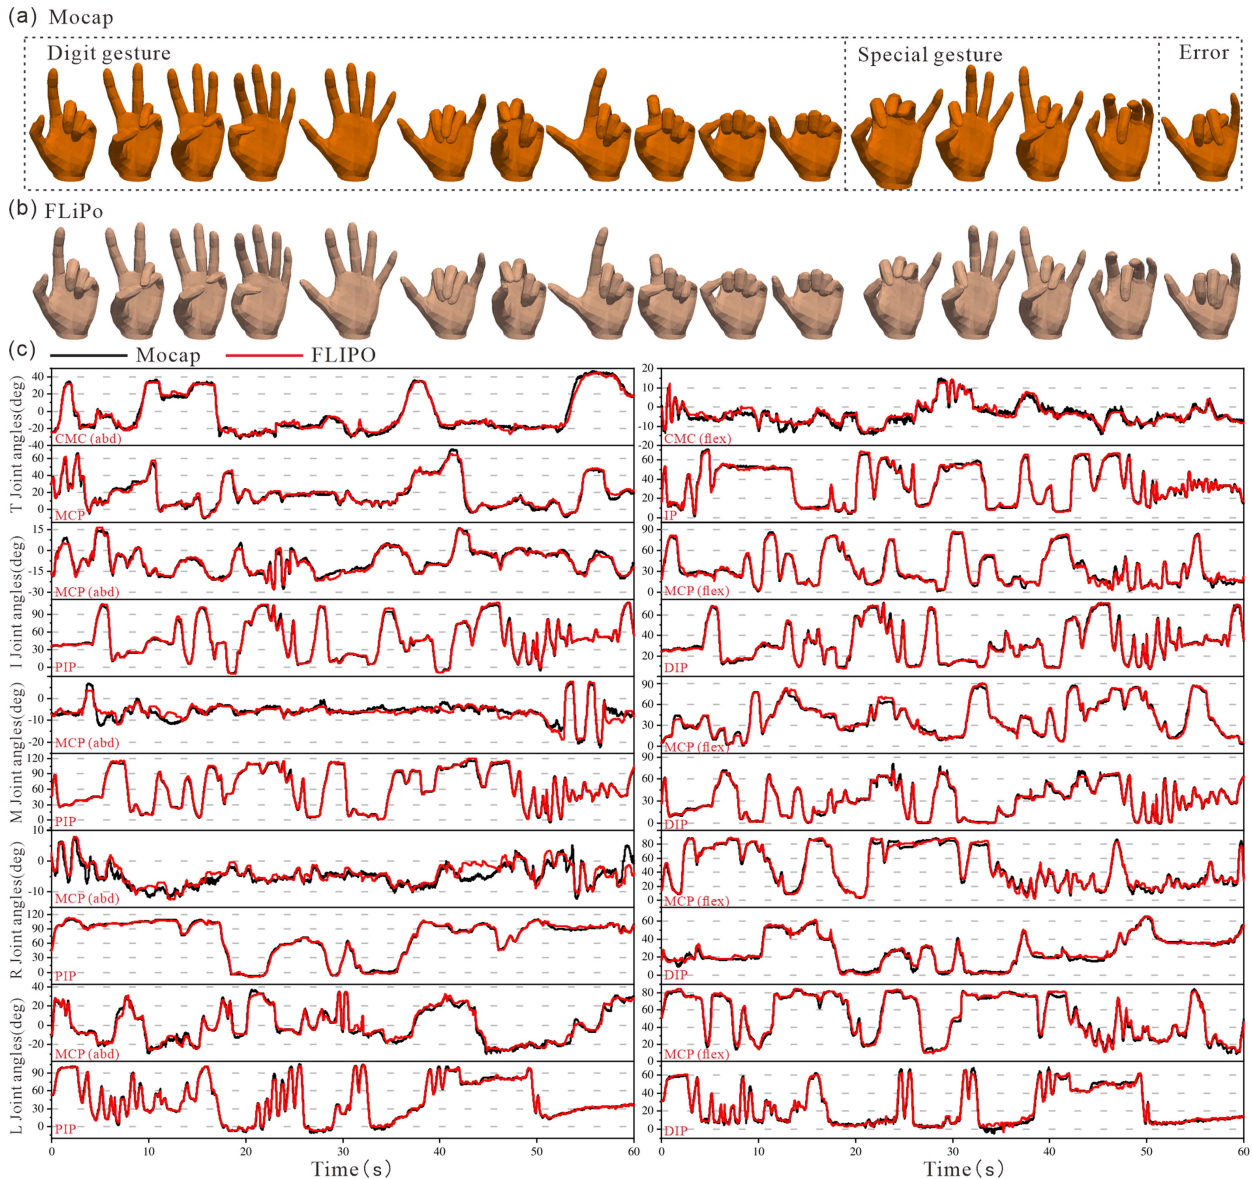 (a) Mocap
Digit gesture
Special gesture
Error
(b) FLiPo
(c) Mocap FLIPO
T Joint angles(deg)
40
20
0
-20
-40
CMC (abd)
20
10
0
-10
-20
CMC (flex)
60
40
20
0
MCP
60
40
20
0
IP
I Joint angles(deg)
15
0
-15
-30
MCP (abd)
90
60
30
0
MCP (flex)
90
60
30
0
PIP
60
40
20
0
DIP
M Joint angles(deg)
0
-10
-20
MCP (abd)
90
60
30
0
MCP (flex)
120
90
60
30
0
PIP
90
60
30
0
DIP
R Joint angles(deg)
10
0
-10
MCP (abd)
80
60
40
20
0
MCP (flex)
120
90
60
30
0
PIP
60
40
20
0
DIP
L Joint angles(deg)
40
20
0
-20
MCP (abd)
80
60
40
20
0
MCP (flex)
90
60
30
0
PIP
60
40
20
0
DIP
0 10 20 30 40 50 60
0 10 20 30 40 50 60
Time(s)
Time(s)